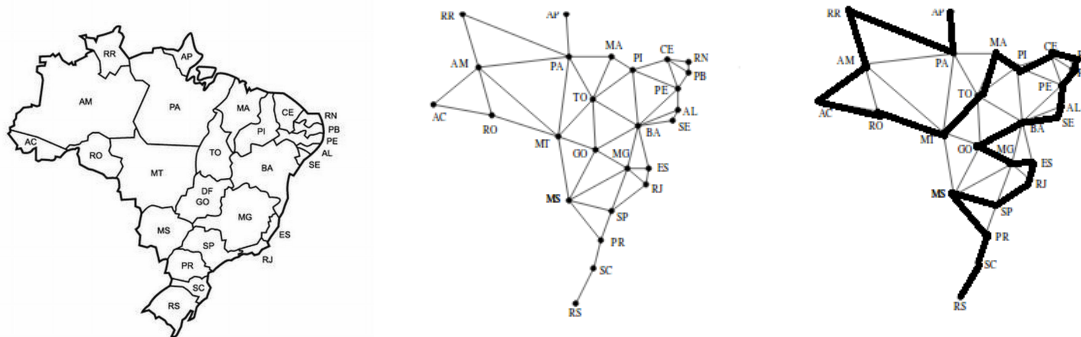 RR
AP
AM
PA
MA
CE
RN
PB
PE
AL
SE
PI
AC
RO
TO
BA
MT
DF
GO
MG
MS
ES
SP
RJ
PR
SC
RS
RR
AP
AM
PA
MA
CE
RN
PI
PB
PE
TO
AL
AC
RO
BA
SE
MT
GO
MG
ES
RJ
MS
SP
PR
SC
RS
RR
AP
AM
PA
MA
PI
CE
PE
TO
AL
AC
RO
SE
BA
MT
GO
MG
ES
RJ
MS
SP
PR
SC
RS